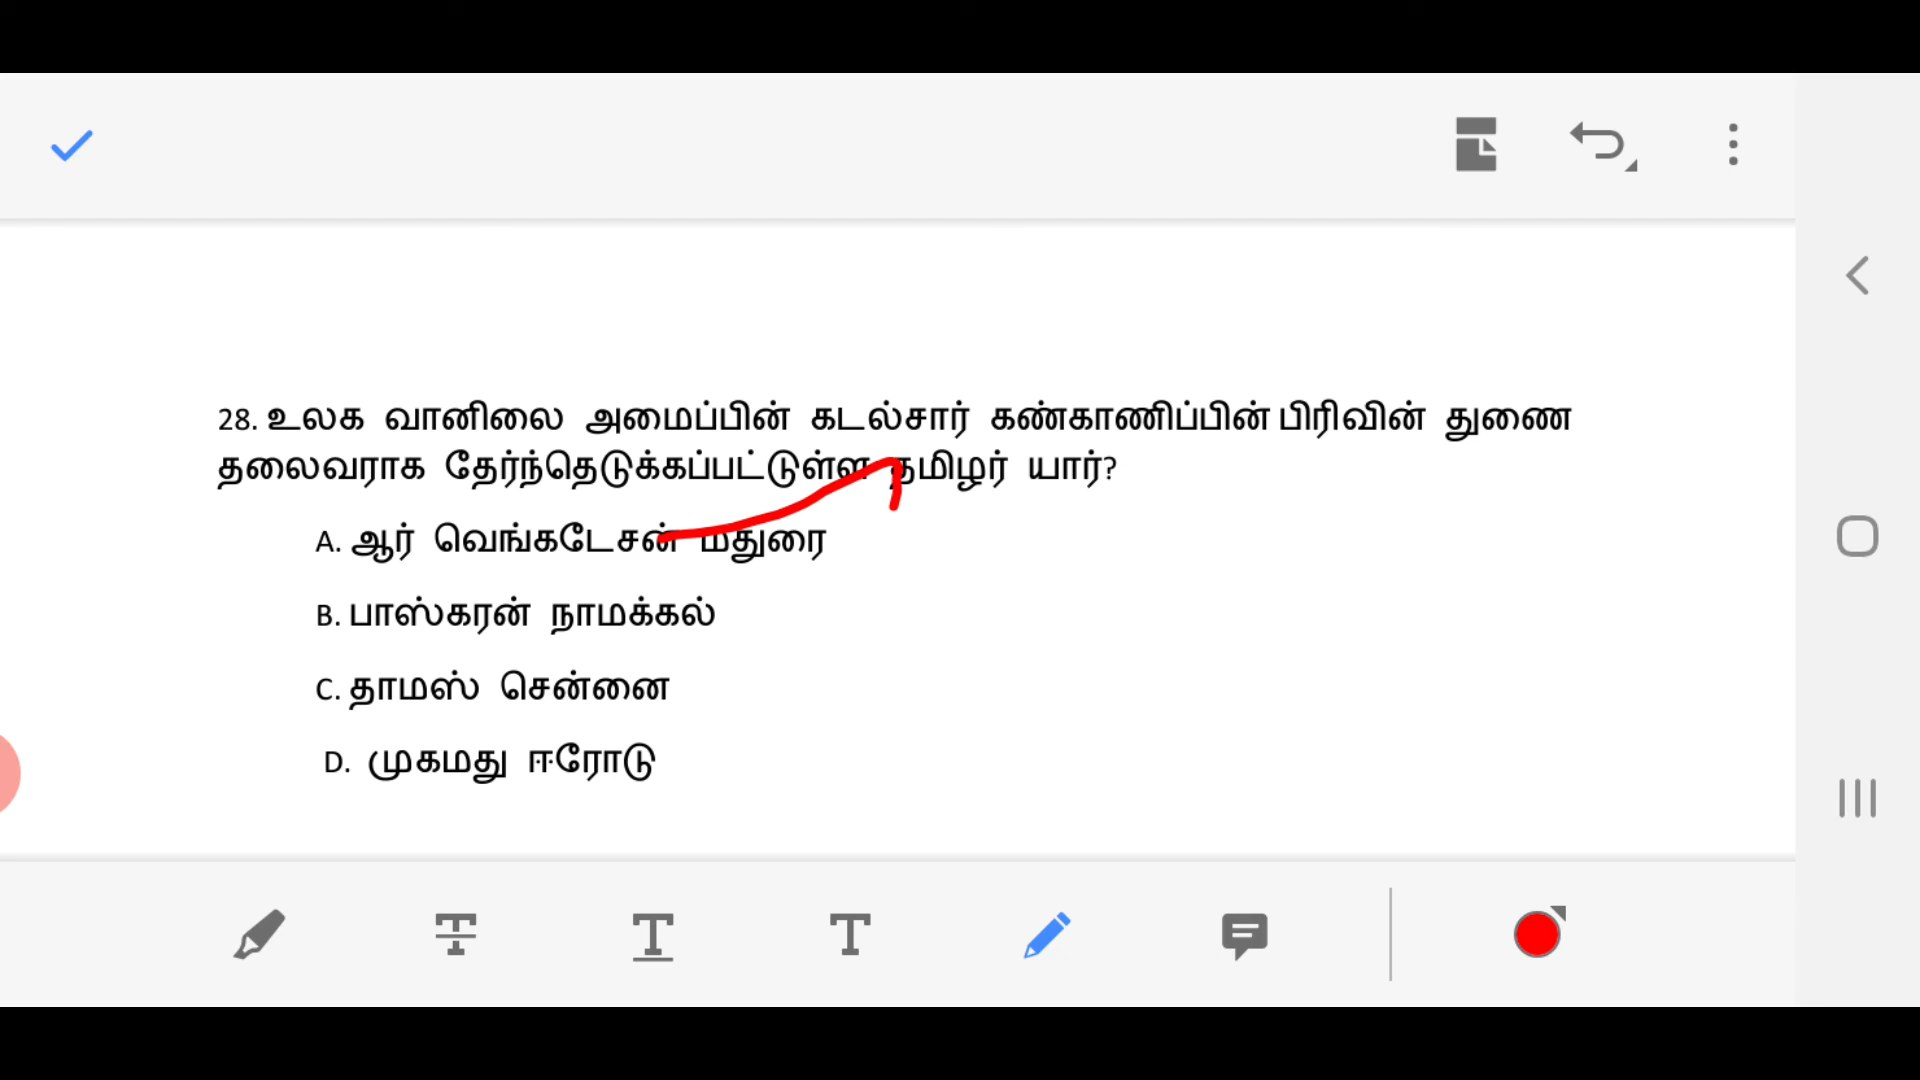 28. உலக வானிலை அமைப்பின் கடல்சார் கண்காணிப்பின் பிரிவின் துணை
தலைவராக தேர்ந்தெடுக்கப்பட்டுள்ள தமிழர் யார்?
A. ஆர் வெங்கடேசன் மதுரை
B. பாஸ்கரன் நாமக்கல்
C. தாமஸ் சென்னை
D. முகமது ஈரோடு